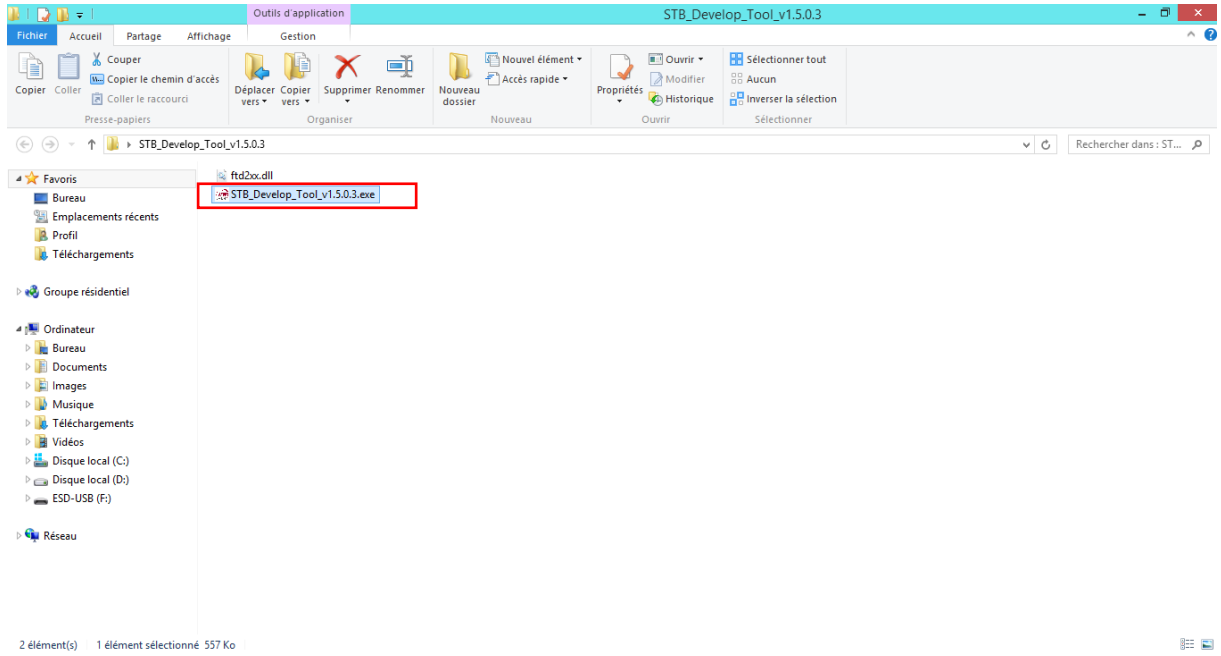 Outils d'application
STB_Develop_Tool_v1.5.0.3
Fichier Accueil Partage Affichage Gestion
Copier
Coller
Couper
Copier le chemin d'accès
Coller le raccourci
Presse-papiers
Déplacer vers
Copier vers
Supprimer
Renommer
Organiser
Nouveau dossier
Nouvel élément
Accès rapide
Nouveau
Propriétés
Ouvrir
Modifier
Historique
Ouvrir
Sélectionner tout
Aucun
Inverser la sélection
Sélectionner
STB_Develop_Tool_v1.5.0.3
Rechercher dans : ST...
Favoris
Bureau
Emplacements récents
Profil
Téléchargements
Groupe résidentiel
Ordinateur
Bureau
Documents
Images
Musique
Téléchargements
Vidéos
Disque local (C:)
Disque local (D:)
ESD-USB (F:)
Réseau
ftd2xx.dll
STB_Develop_Tool_v1.5.0.3.exe
2 élément(s) 1 élément sélectionné 557 Ko